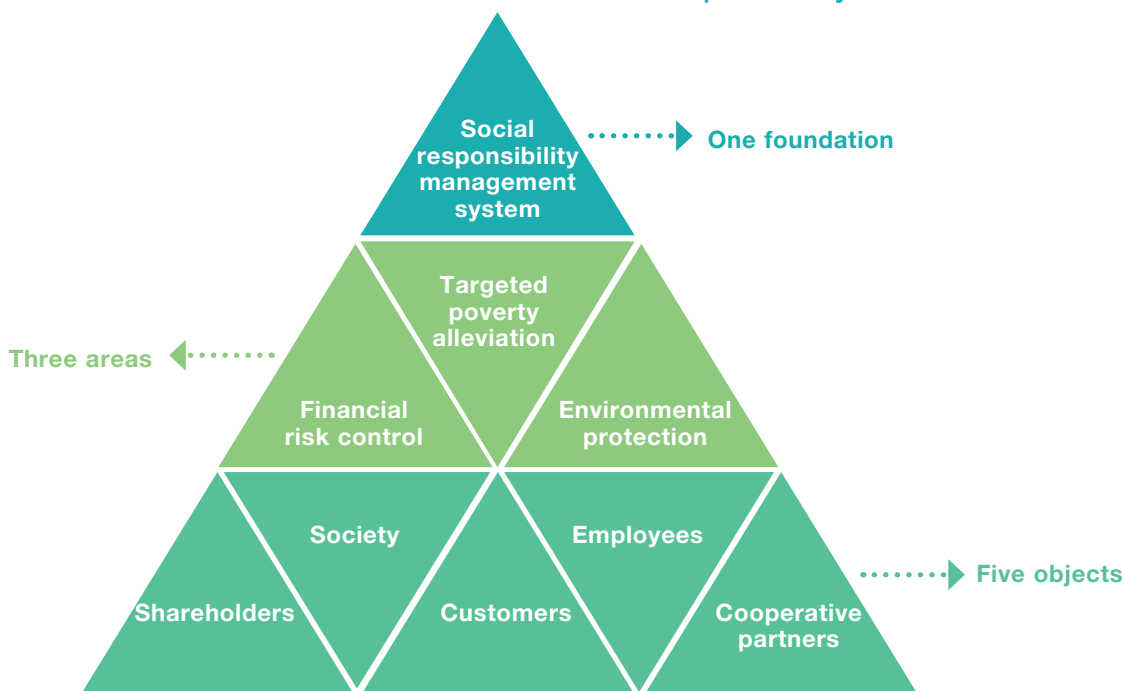 Social
responsibility
management
system
One foundation
Targeted
poverty
alleviation
Three areas
Financial
risk control
Environmental
protection
Society
Employees
Five objects
Shareholders
Customers
Cooperative
partners